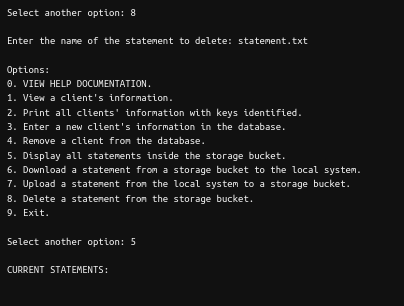 Select another option: 8
Enter the name of the statement to delete: statement.txt
Options:
0. VIEW HELP DOCUMENTATION.
1. View a client's information.
2. Print all clients' information with keys identified.
3. Enter a new client's information in the database.
4. Remove a client from the database.
5. Display all statements inside the storage bucket.
6. Download a statement from a storage bucket to the local system.
7. Upload a statement from the local system to a storage bucket.
8. Delete a statement from the storage bucket.
9. Exit.
Select another option: 5
CURRENT STATEMENTS: